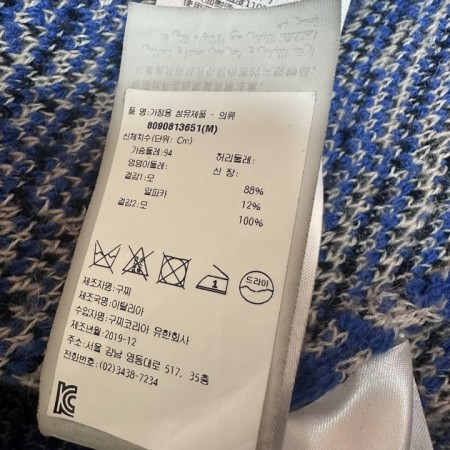 품 명:가정용 섬유제품 - 의류
8090813651(M)
신체치수(단위: Cm)
가슴둘레:94 허리둘레:
엉덩이둘레: 신 장:
겉감1:모 88%
알파카 12%
겉감2:모 100%
1
드라이
제조자명:구찌
제조국명:이탈리아
수입자명:구찌코리아 유한회사
제조년월:2019-12
주소:서울 강남 영동대로 517, 35층
전화번호:(02)3438-7234